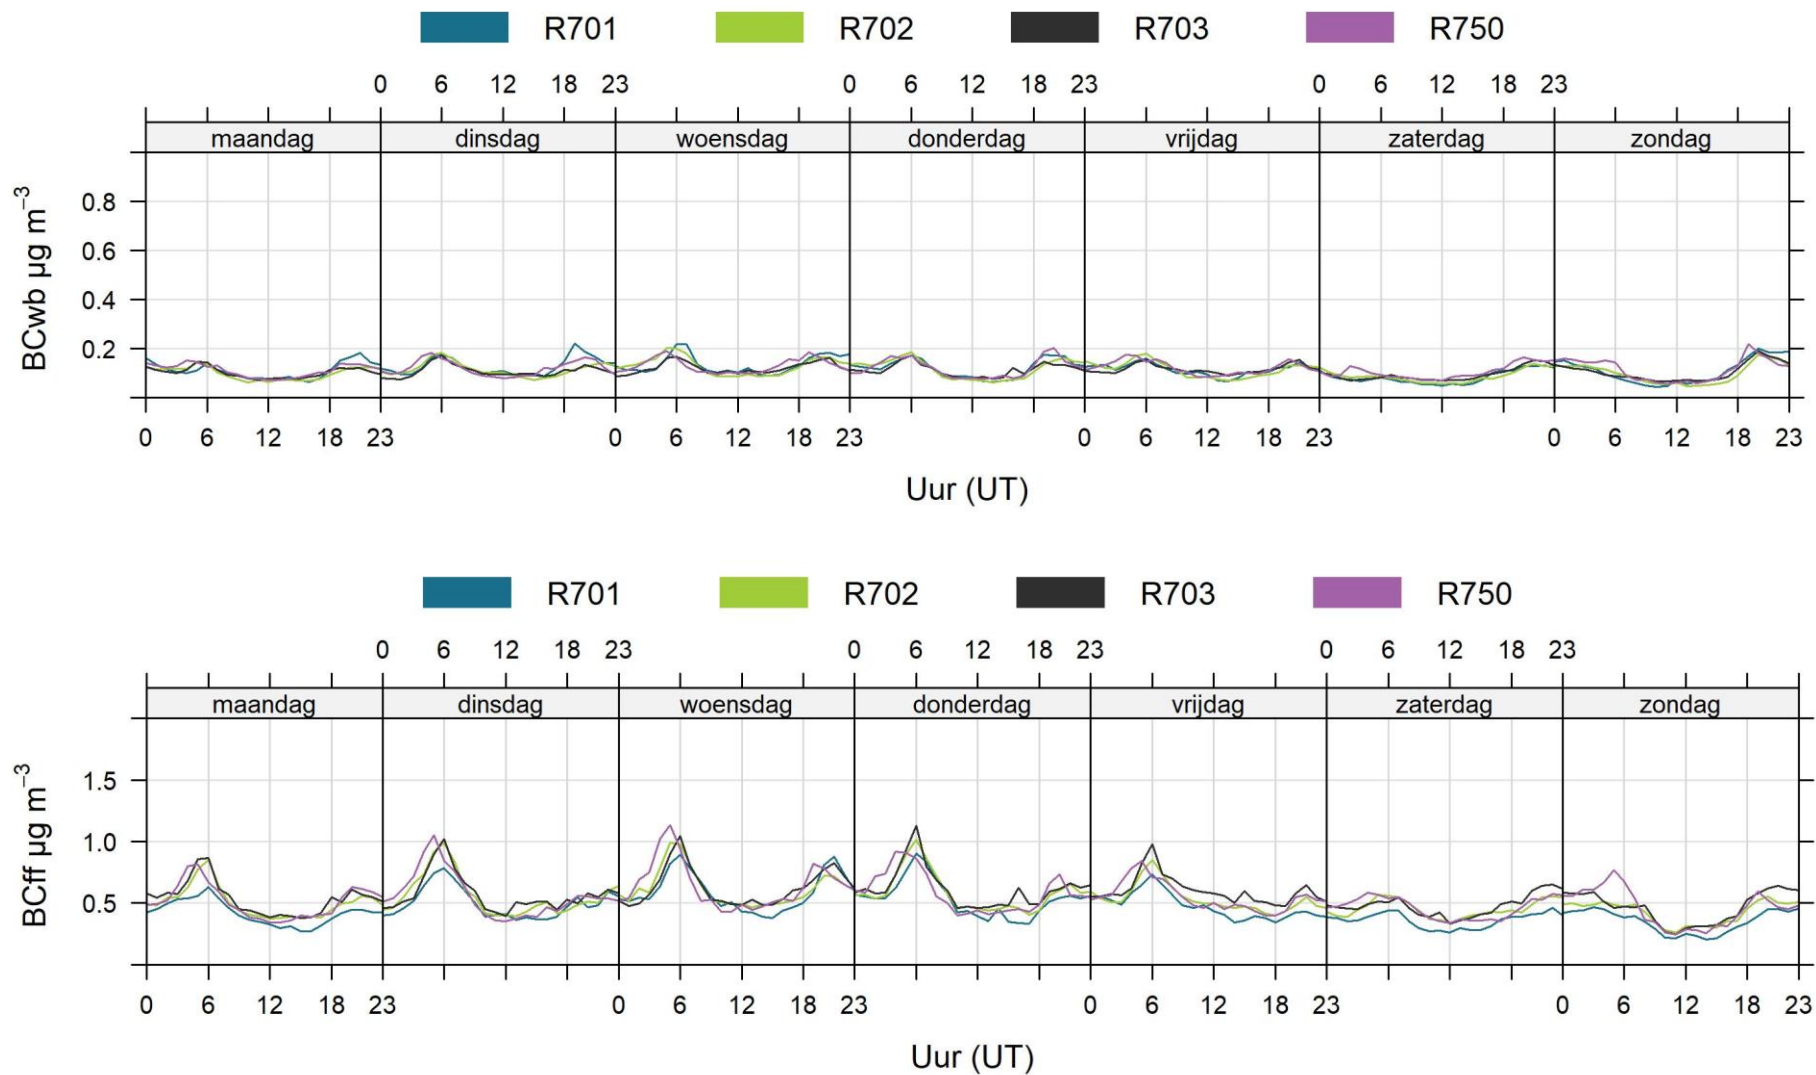 R701 R702 R703 R750
0 6 12 18 23 0 6 12 18 23 0 6 12 18 23
maandag dinsdag woensdag donderdag vrijdag zaterdag zondag
BCwb µg m⁻³
0.8
0.6
0.4
0.2
0 6 12 18 23 0 6 12 18 23 0 6 12 18 23 0 6 12 18 23
Uur (UT)
R701 R702 R703 R750
0 6 12 18 23 0 6 12 18 23 0 6 12 18 23
maandag dinsdag woensdag donderdag vrijdag zaterdag zondag
BCff µg m⁻³
1.5
1.0
0.5
0 6 12 18 23 0 6 12 18 23 0 6 12 18 23 0 6 12 18 23
Uur (UT)